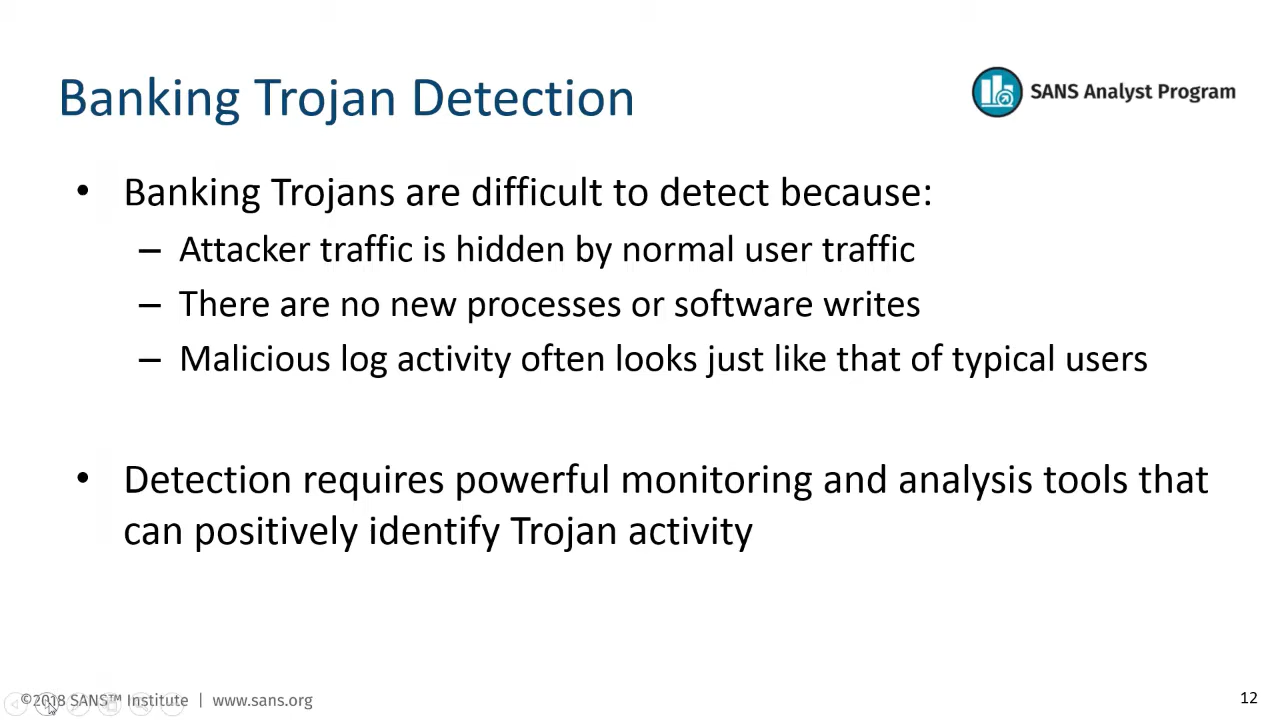 Banking Trojan Detection
SANS Analyst Program
• Banking Trojans are difficult to detect because:
– Attacker traffic is hidden by normal user traffic
– There are no new processes or software writes
– Malicious log activity often looks just like that of typical users
• Detection requires powerful monitoring and analysis tools that
can positively identify Trojan activity
©2018 SANS™ Institute | www.sans.org
12